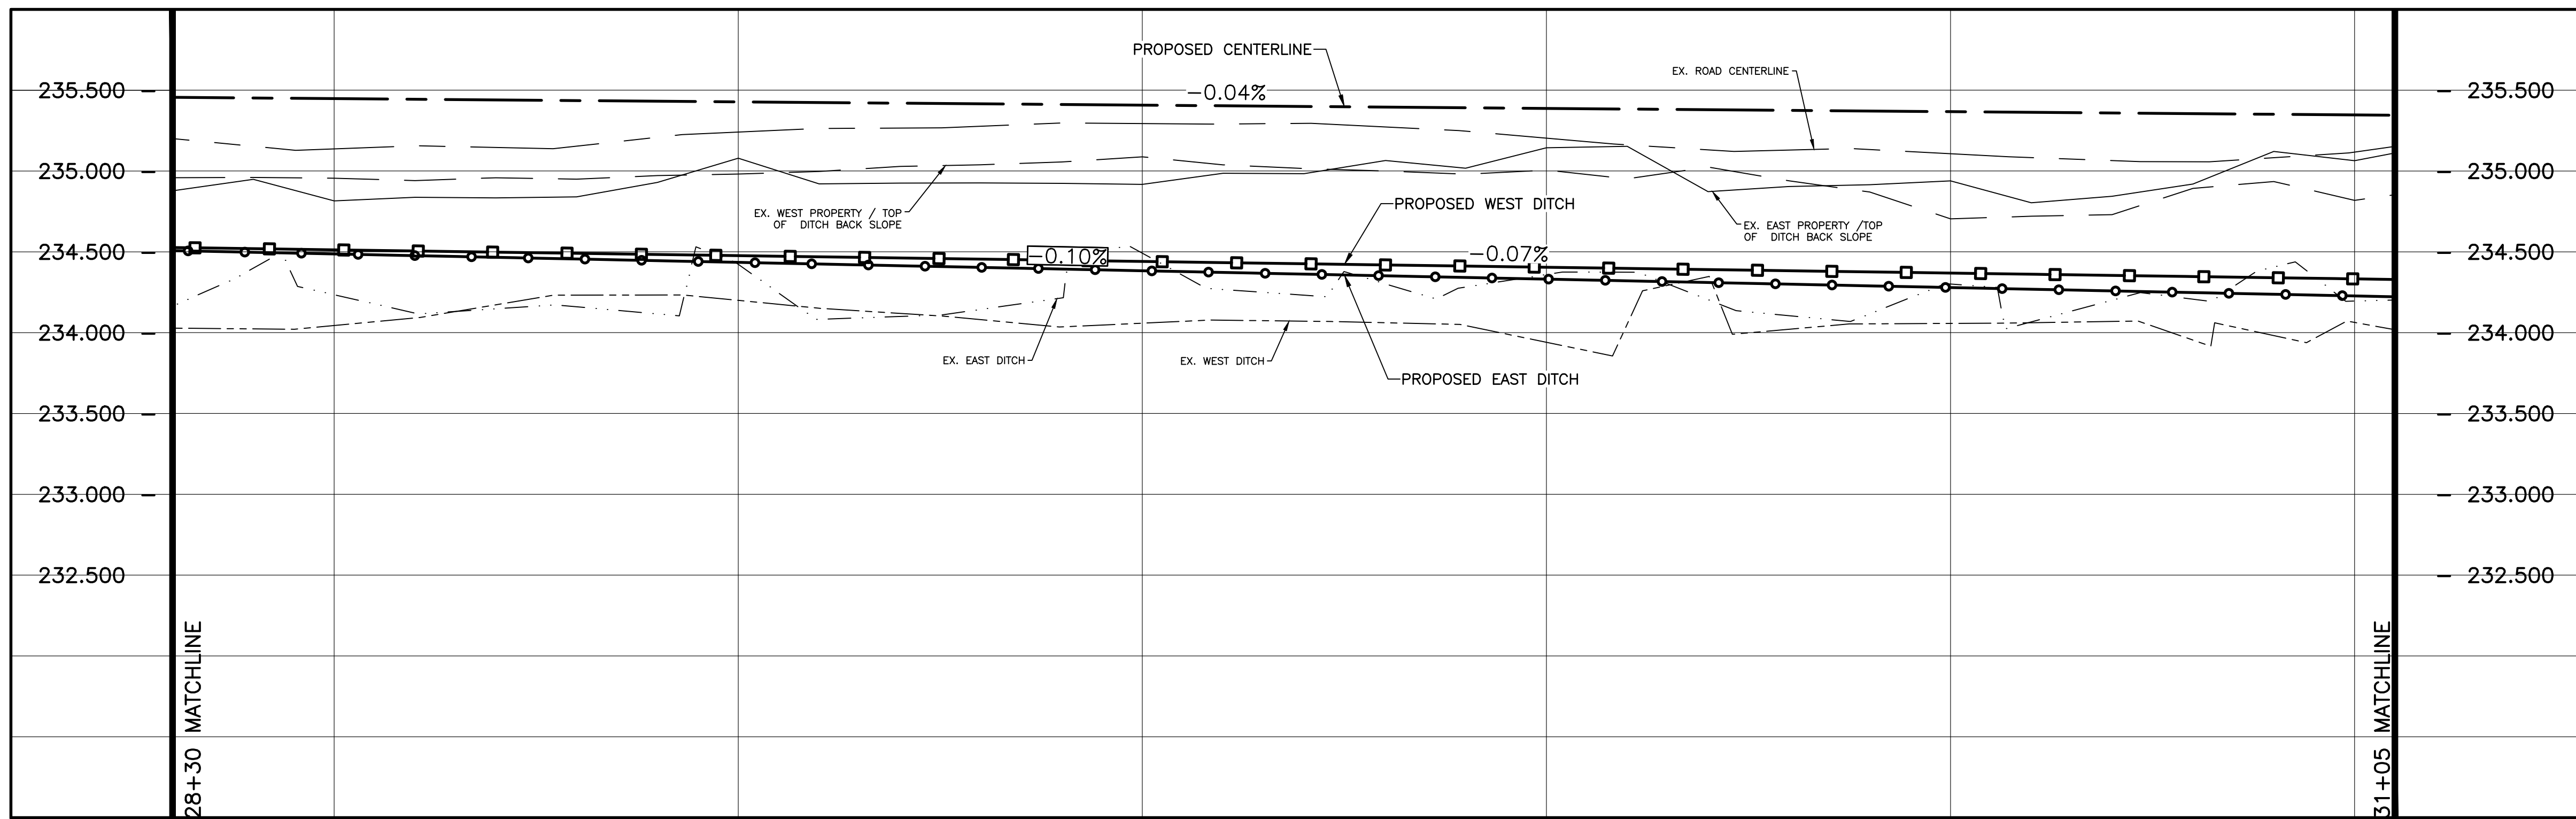 PROPOSED CENTERLINE
EX. ROAD CENTERLINE
235.500 -
-0.04%
- 235.500
235.000 -
- 235.000
EX. WEST PROPERTY / TOP
OF DITCH BACK SLOPE
PROPOSED WEST DITCH
EX. EAST PROPERTY /TOP
OF DITCH BACK SLOPE
234.500 -
-0.10%
-0.07%
- 234.500
234.000 -
- 234.000
EX. EAST DITCH
EX. WEST DITCH
PROPOSED EAST DITCH
233.500 -
- 233.500
233.000 -
- 233.000
232.500 -
- 232.500
28+30 MATCHLINE
31+05 MATCHLINE